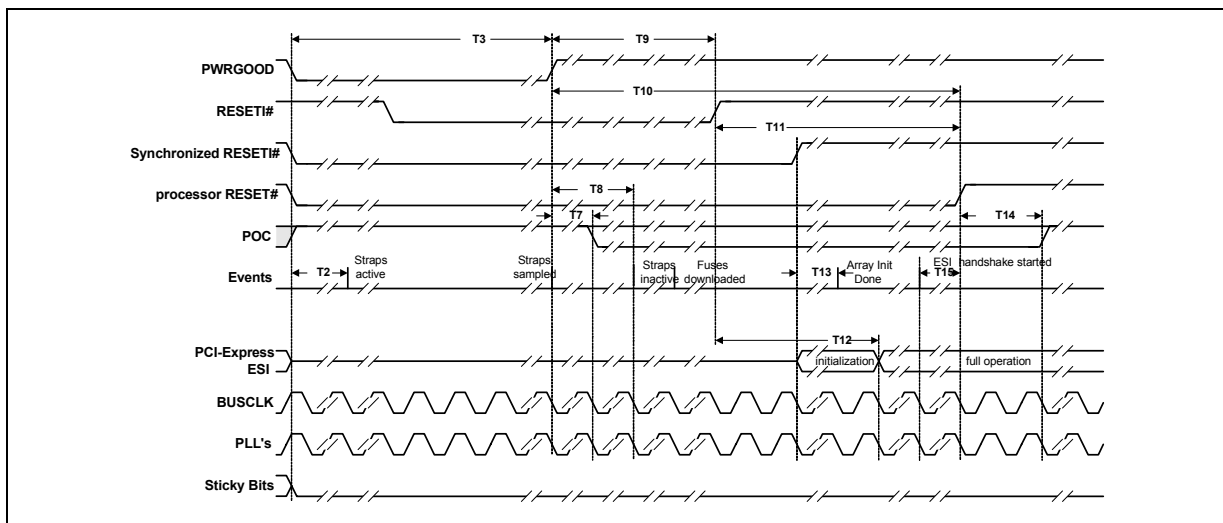 T3 T9
PWRGOOD
T10
RESETI#
T11
Synchronized RESETI#
processor RESET#
T8
T7
T14
POC
Events
T2
Straps active
Straps sampled
Straps inactive
Fuses downloaded
T13
Array Init Done
ESI handshake started
T15
T12
PCI-Express
ESI
initialization
full operation
BUSCLK
PLL's
Sticky Bits